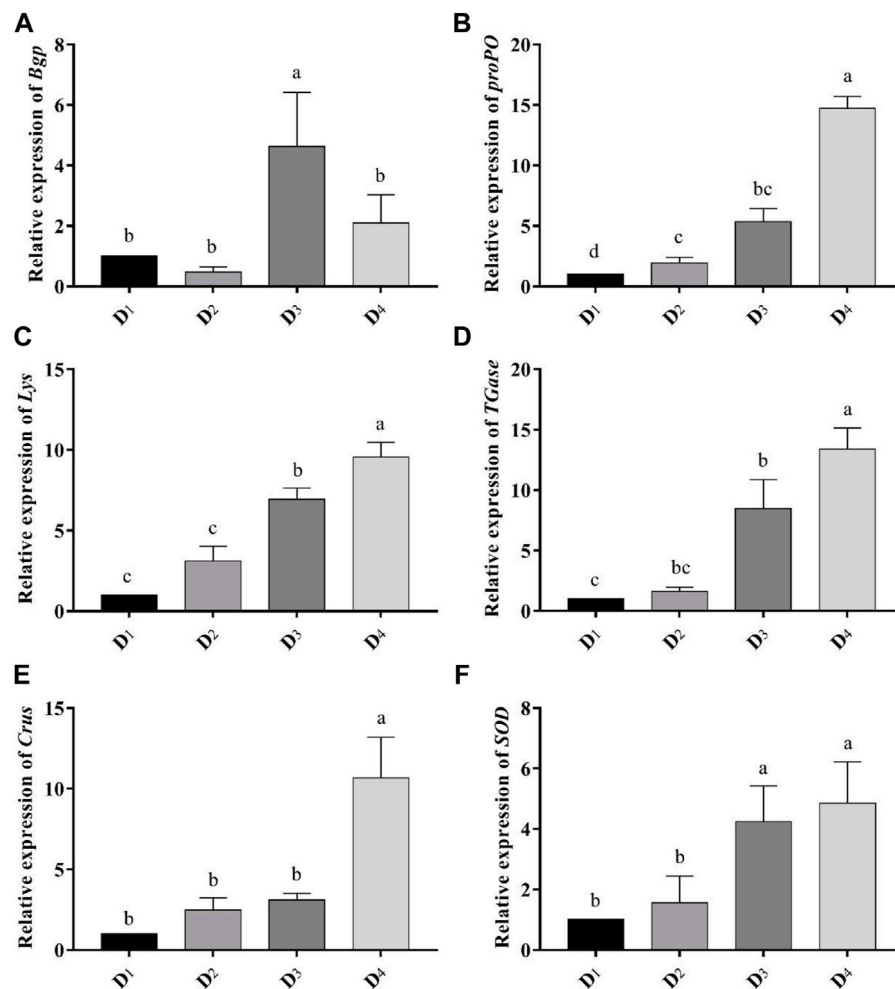 A
Relative expression of Bgp
8
6
4
2
0
b
b
a
b
D1
D2
D3
D4
B
Relative expression of proPO
20
15
10
5
0
d
c
bc
a
D1
D2
D3
D4
C
Relative expression of Lys
15
10
5
0
c
c
b
a
D1
D2
D3
D4
D
Relative expression of TGase
20
15
10
5
0
c
bc
b
a
D1
D2
D3
D4
E
Relative expression of Crus
15
10
5
0
b
b
b
a
D1
D2
D3
D4
F
Relative expression of SOD
8
6
4
2
0
b
b
a
a
D1
D2
D3
D4